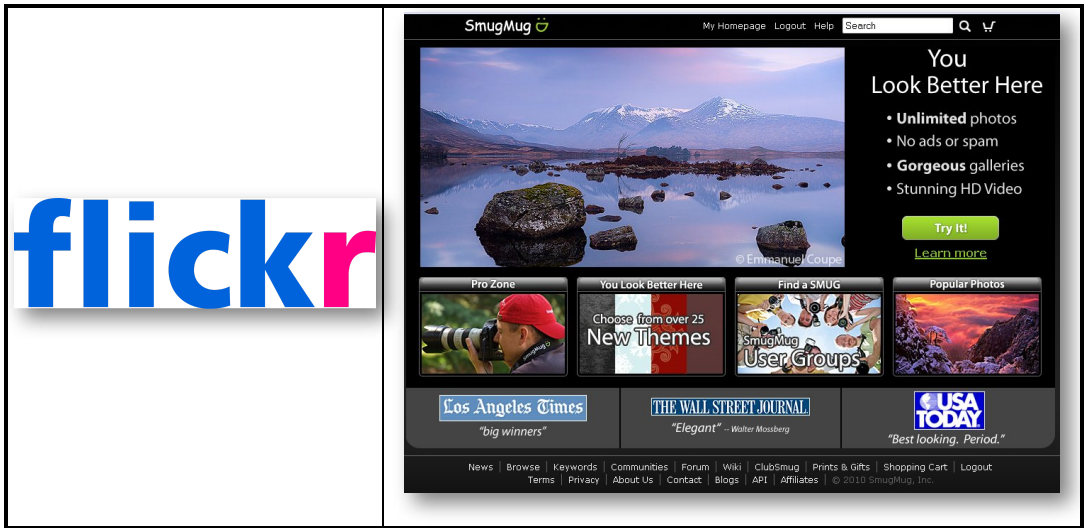 flickr
SmugMug
My Homepage Logout Help Search
You
Look Better Here
• Unlimited photos
• No ads or spam
• Gorgeous galleries
• Stunning HD Video
Try It!
Learn more
© Emmanuel Coupe
Pro Zone
smugMug
You Look Better Here
Choose from over 25
New Themes
Find a SMUG
SmugMug
User Groups
Popular Photos
Los Angeles Times
"big winners"
THE WALL STREET JOURNAL.
"Elegant" -- Walter Mossberg
USA
TODAY
"Best looking. Period."
News | Browse | Keywords | Communities | Forum | Wiki | ClubSmug | Prints & Gifts | Shopping Cart | Logout
Terms | Privacy | About Us | Contact | Blogs | API | Affiliates | © 2010 SmugMug, Inc.